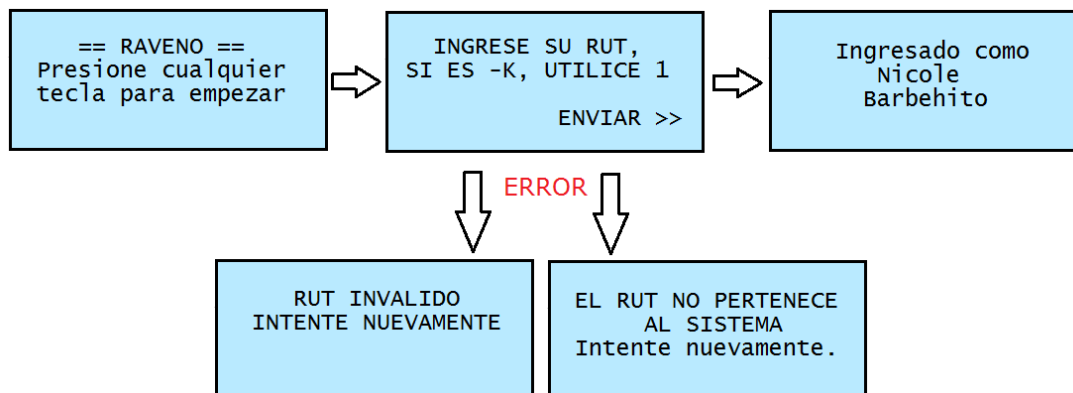 == RAVENO ==
Presione cualquier
tecla para empezar
INGRESE SU RUT,
SI ES -K, UTILICE 1
ENVIAR >>
Ingresado como
Nicole
Barbehito
ERROR
RUT INVALIDO
INTENTE NUEVAMENTE
EL RUT NO PERTENECE
AL SISTEMA
Intente nuevamente.